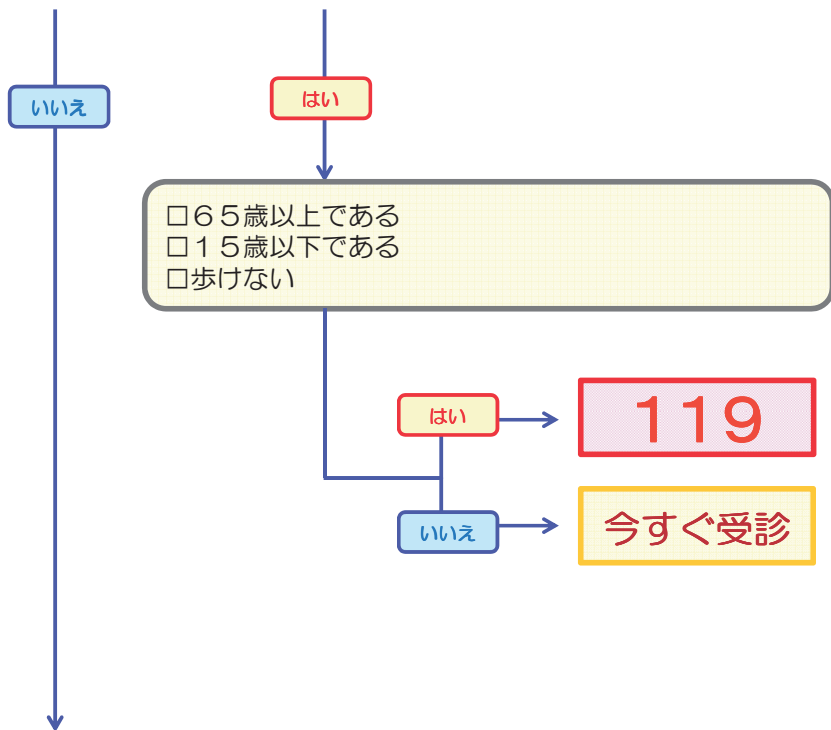 いいえ
はい
□６５歳以上である
□１５歳以下である
□歩けない
はい
１１９
いいえ
今すぐ受診